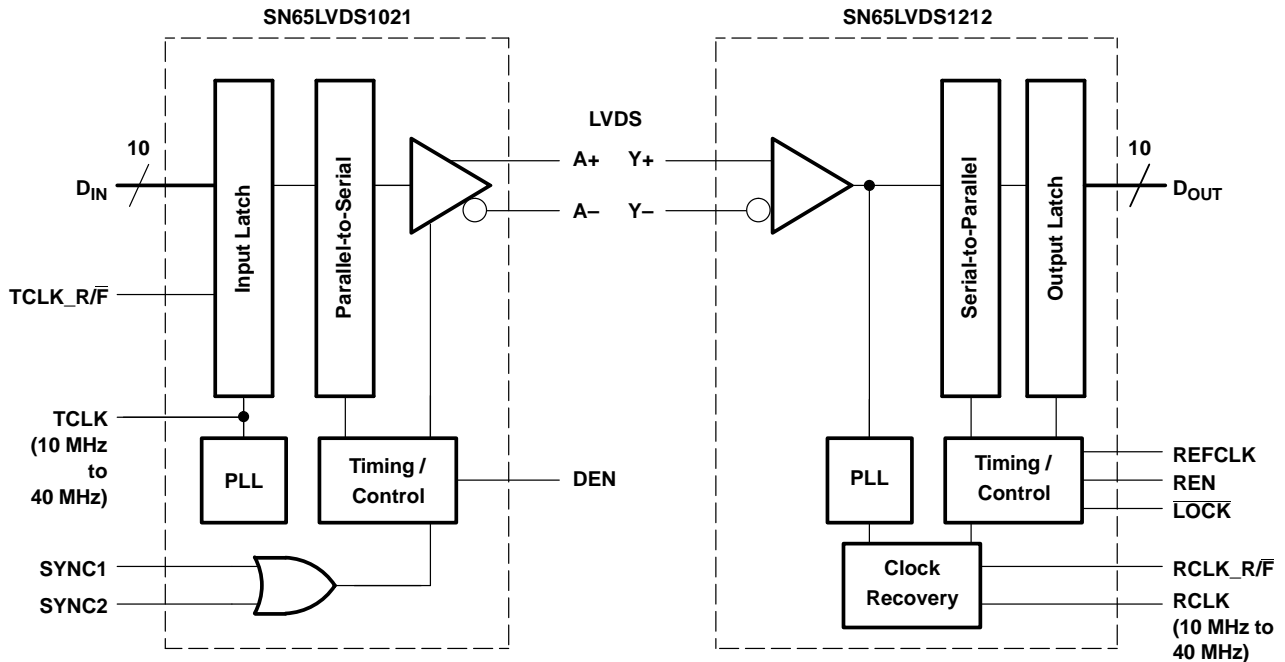 SN65LVDS1021
SN65LVDS1212
LVDS
10
DIN
A+
Y+
A–
Y–
10
DOUT
Input Latch
Parallel-to-Serial
Serial-to-Parallel
Output Latch
TCLK_R/F̅
TCLK
(10 MHz
to
40 MHz)
PLL
Timing /
Control
DEN
SYNC1
SYNC2
PLL
Timing /
Control
REFCLK
REN
L̅O̅C̅K̅
Clock
Recovery
RCLK_R/F̅
RCLK
(10 MHz to
40 MHz)